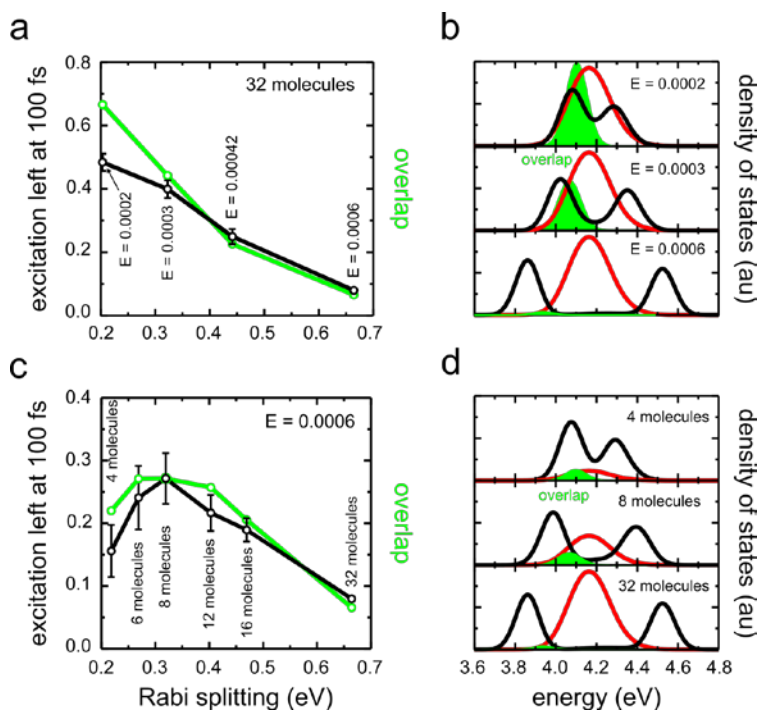 a
excitation left at 100 fs
0.8
0.6
0.4
0.2
0.0
32 molecules
E = 0.0002
E = 0.0003
E = 0.00042
E = 0.0006
0.2 0.3 0.4 0.5 0.6 0.7
overlap
b
E = 0.0002
overlap
E = 0.0003
E = 0.0006
density of states (au)
c
excitation left at 100 fs
0.4
0.3
0.2
0.1
0.0
E = 0.0006
4 molecules
6 molecules
8 molecules
12 molecules
16 molecules
32 molecules
0.2 0.3 0.4 0.5 0.6 0.7
Rabi splitting (eV)
overlap
d
4 molecules
overlap
8 molecules
32 molecules
3.6 4.0 4.2 4.4 4.6 4.8
energy (eV)
density of states (au)